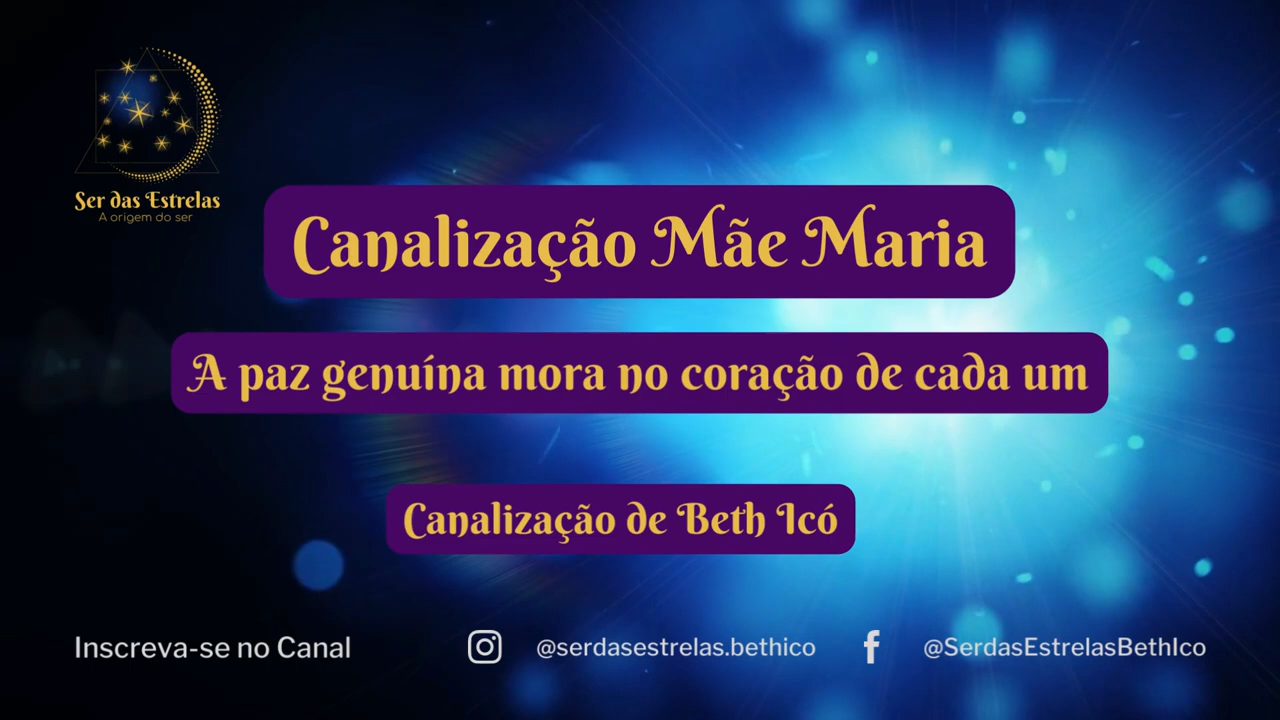 Ser das Estrelas
A origem do ser
Canalização Mãe Maria
A paz genuína mora no coração de cada um
Canalização de Beth Icó
Inscreva-se no Canal
@serdasestrelas.bethico
@SerdasEstrelasBethIco